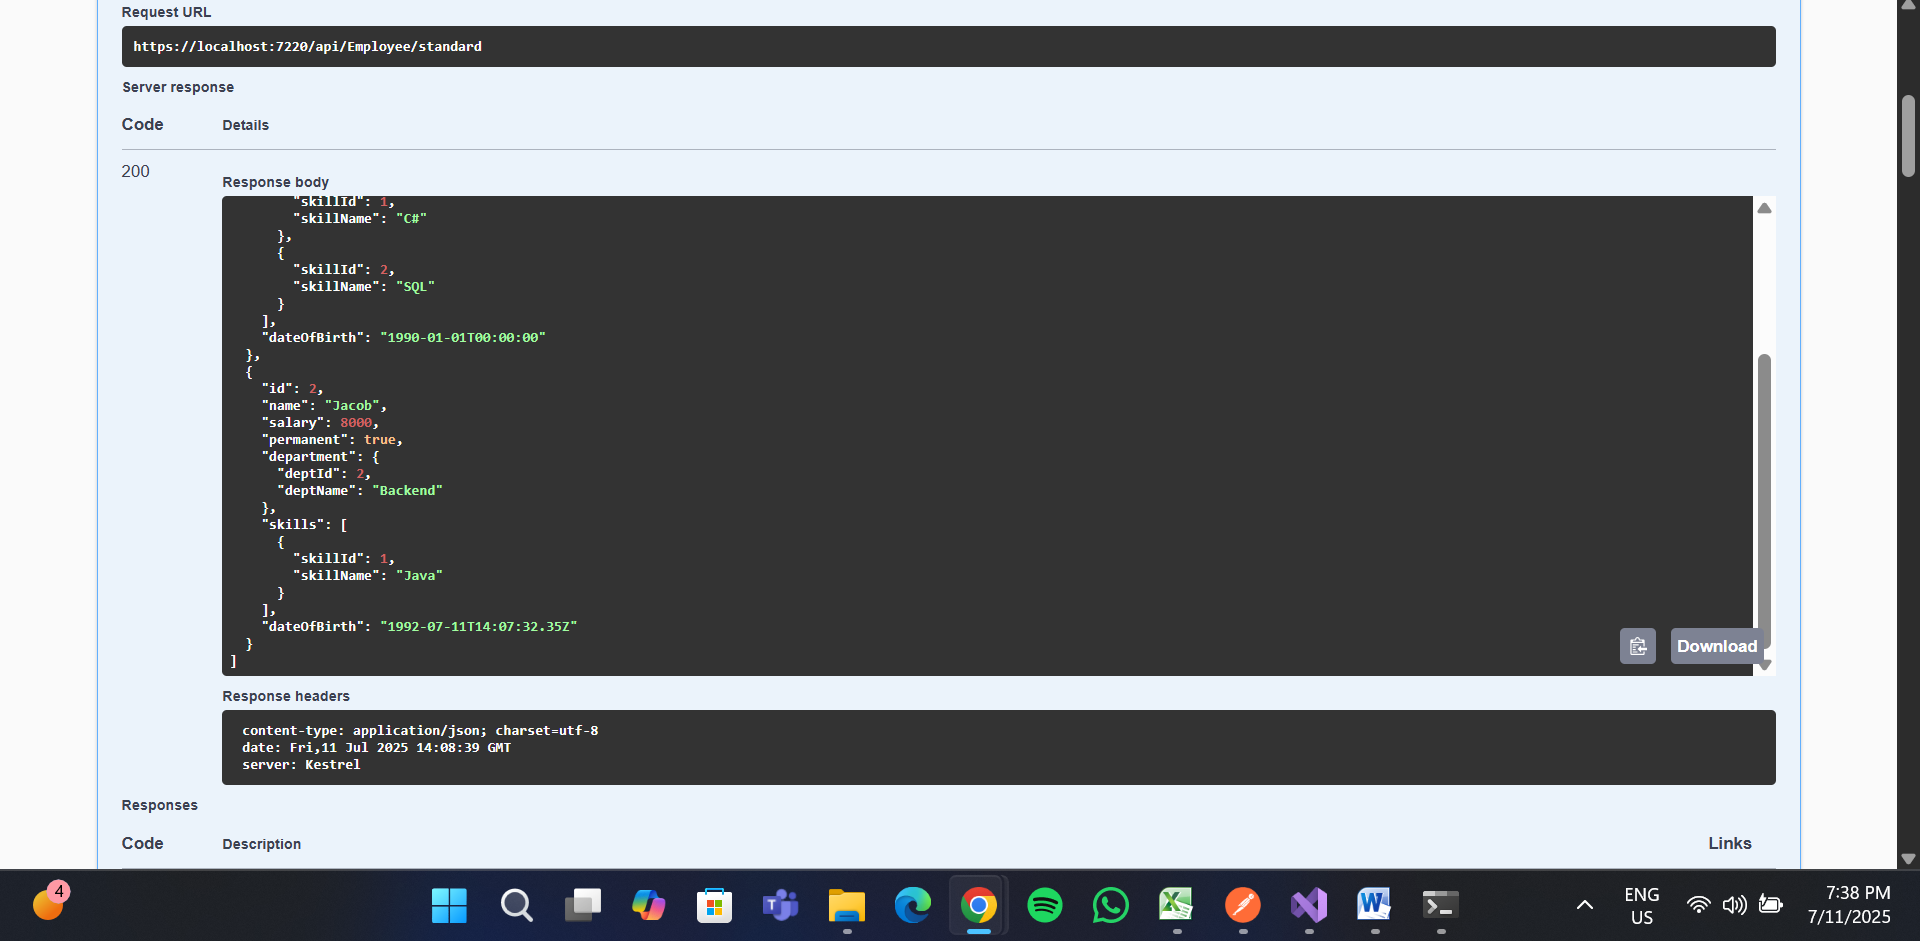 Request URL
https://localhost:7220/api/Employee/standard
Server response
Code Details
200
Response body
"skillId": 1,
"skillName": "C#"
},
{
"skillId": 2,
"skillName": "SQL"
}
],
"dateOfBirth": "1990-01-01T00:00:00"
},
{
"id": 2,
"name": "Jacob",
"salary": 8000,
"permanent": true,
"department": {
"deptId": 2,
"deptName": "Backend"
},
"skills": [
{
"skillId": 1,
"skillName": "Java"
}
],
"dateOfBirth": "1992-07-11T14:07:32.35Z"
}
]
Download
Response headers
content-type: application/json; charset=utf-8
date: Fri,11 Jul 2025 14:08:39 GMT
server: Kestrel
Responses
Code Description Links
4
ENG
US
7:38 PM
7/11/2025